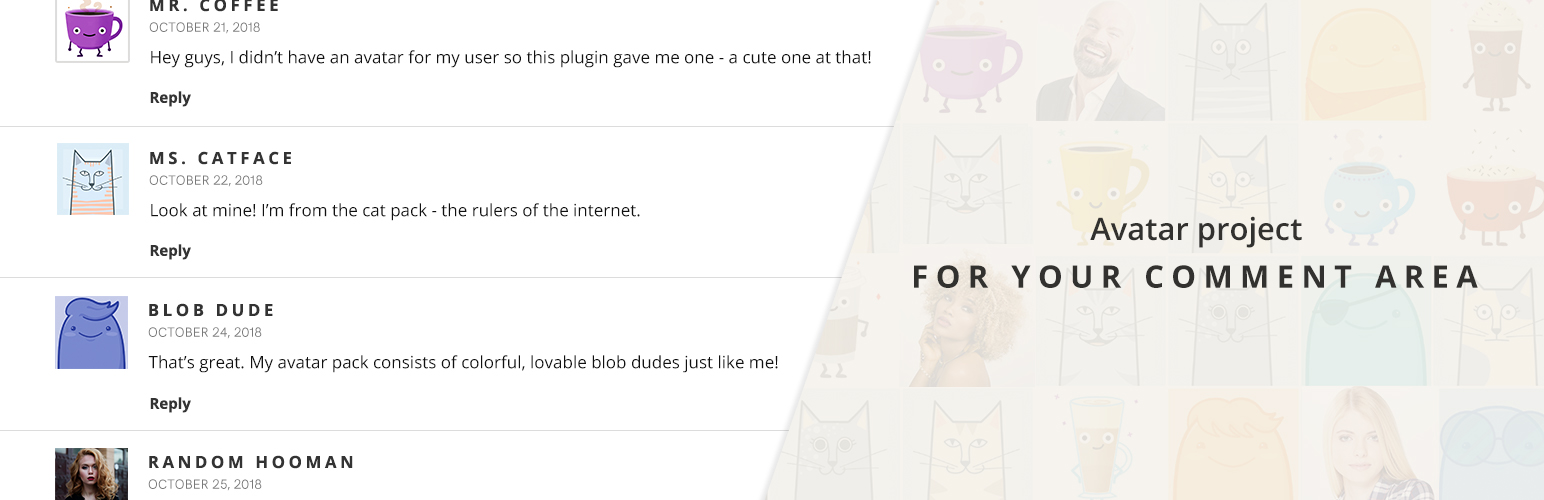 MR. COFFEE
OCTOBER 21, 2018
Hey guys, I didn't have an avatar for my user so this plugin gave me one - a cute one at that!
Reply
MS. CATFACE
OCTOBER 22, 2018
Look at mine! I'm from the cat pack - the rulers of the internet.
Reply
BLOB DUDE
OCTOBER 24, 2018
That's great. My avatar pack consists of colorful, lovable blob dudes just like me!
Reply
RANDOM HOOMAN
OCTOBER 25, 2018
Avatar project
FOR YOUR COMMENT AREA